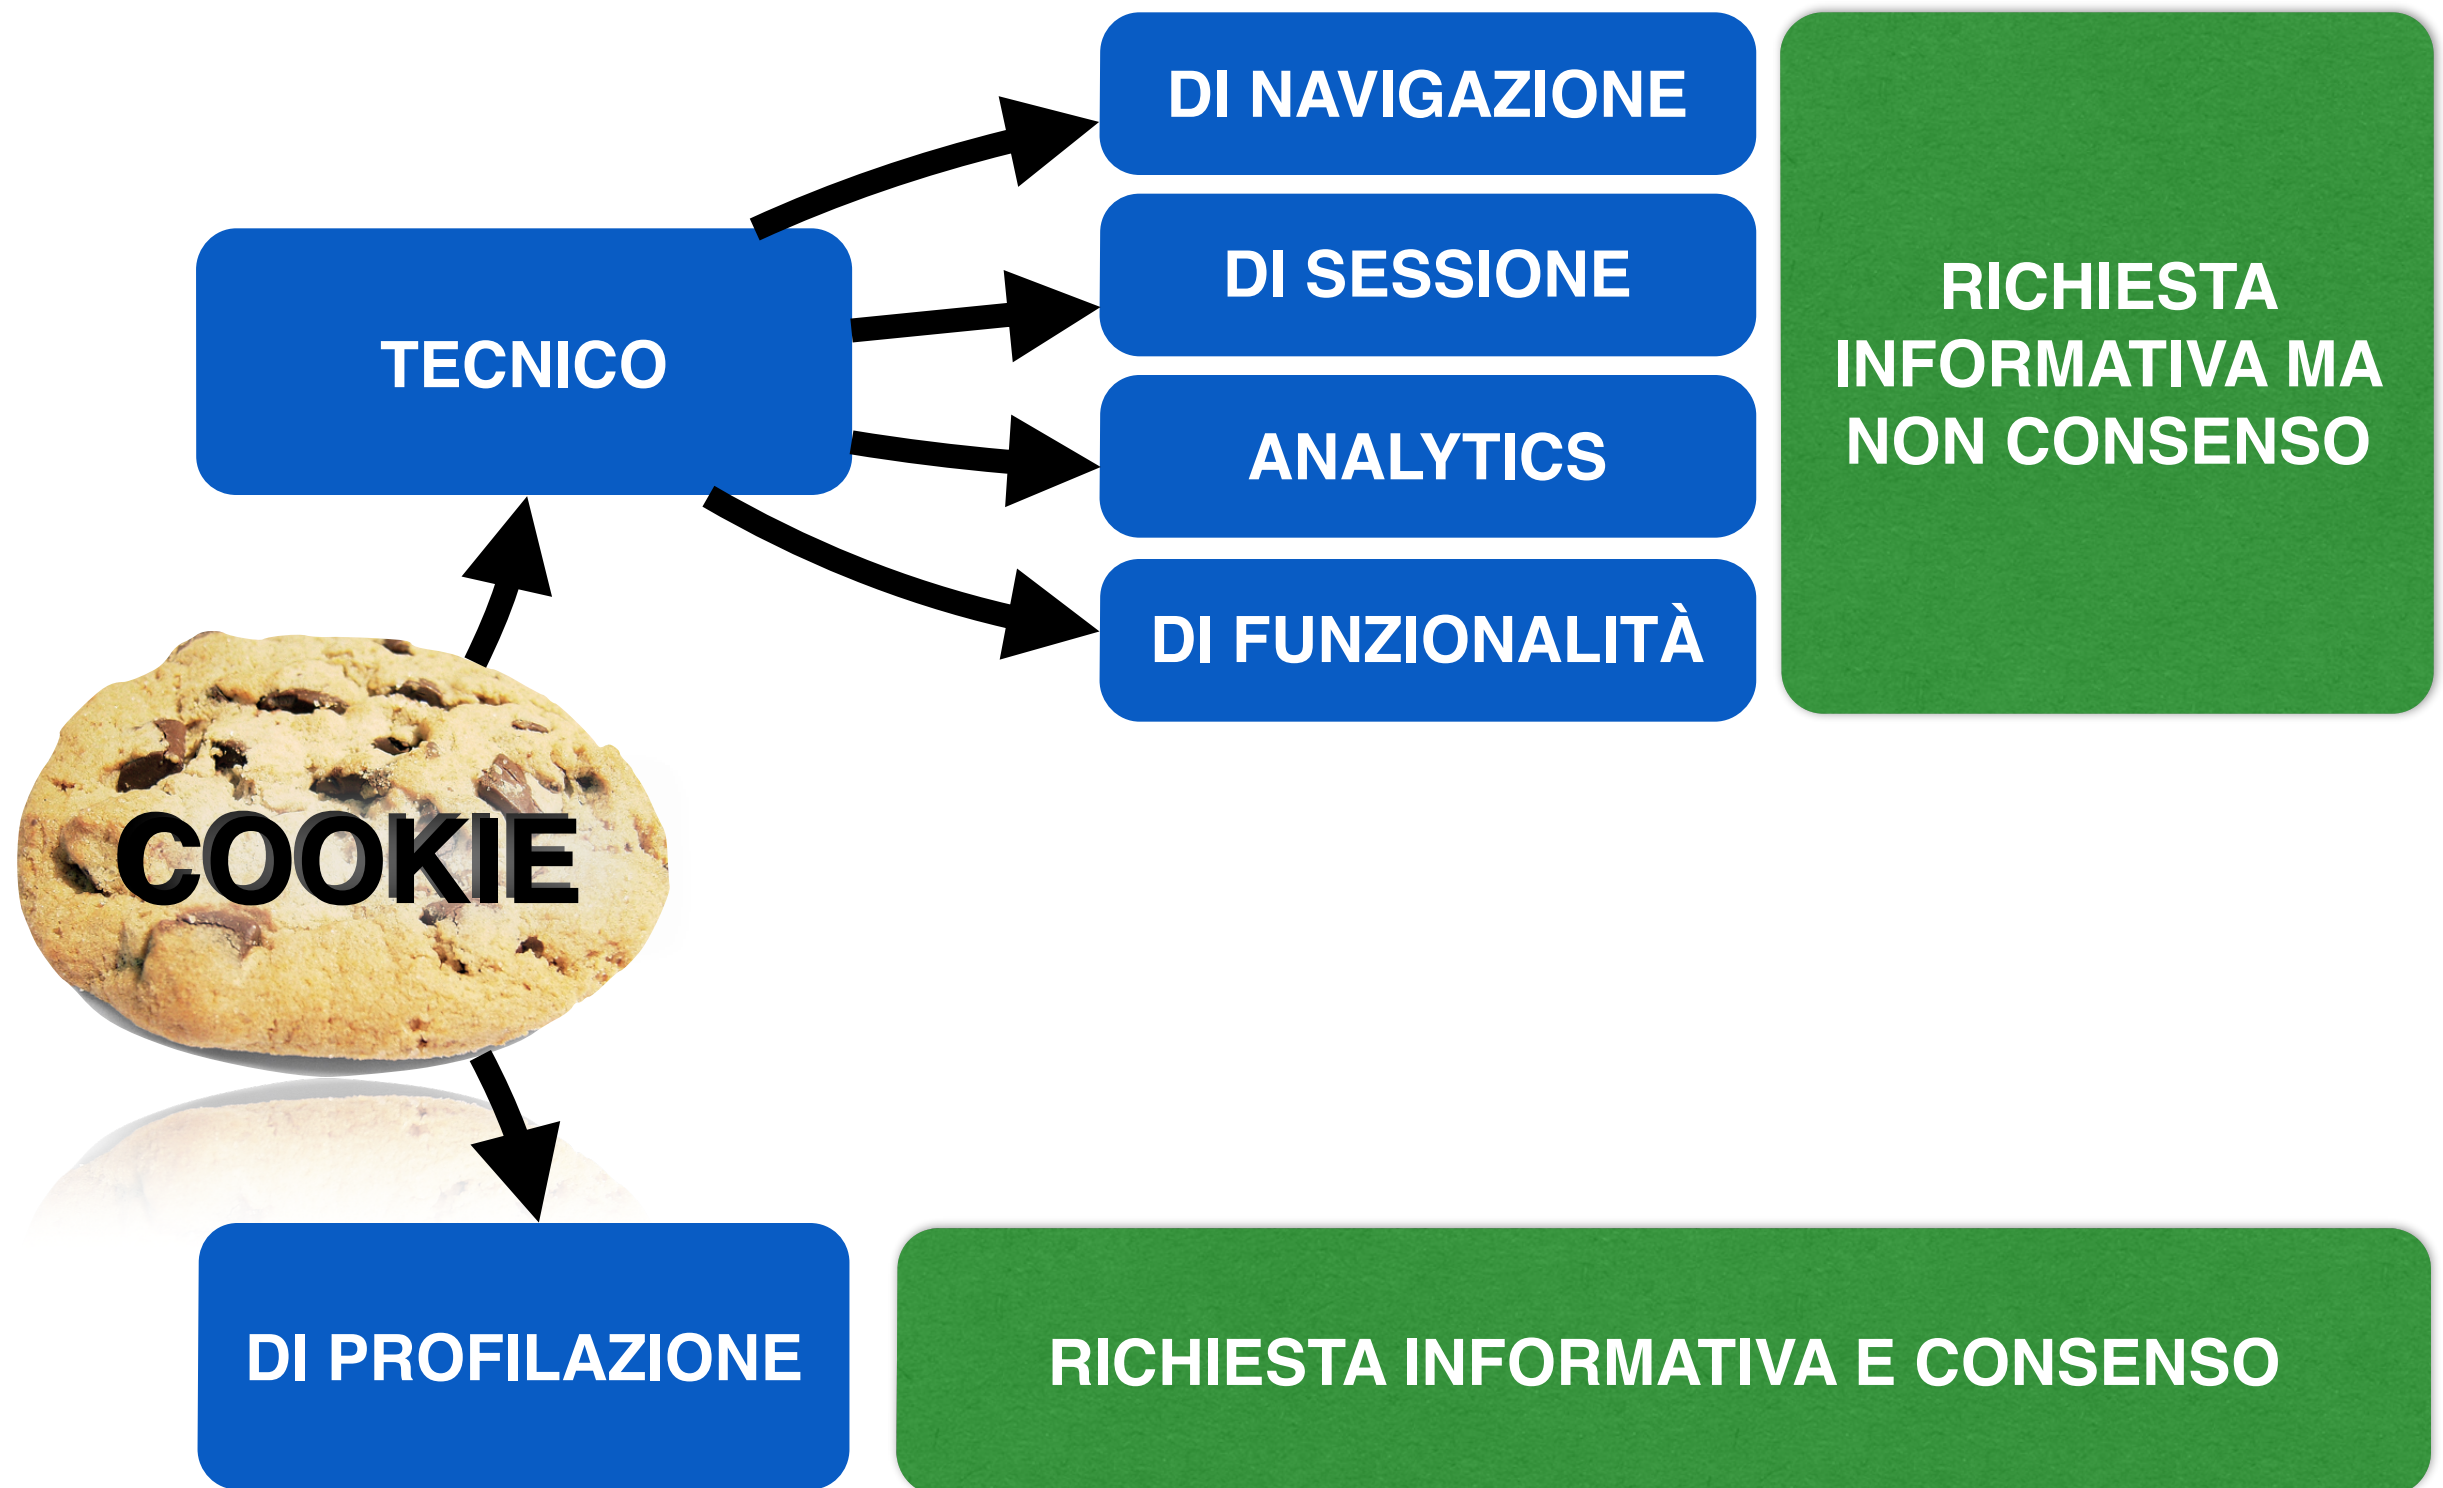 DI NAVIGAZIONE
DI SESSIONE
TECNICO
ANALYTICS
DI FUNZIONALITÀ
RICHIESTA
INFORMATIVA MA
NON CONSENSO
COOKIE
DI PROFILAZIONE
RICHIESTA INFORMATIVA E CONSENSO